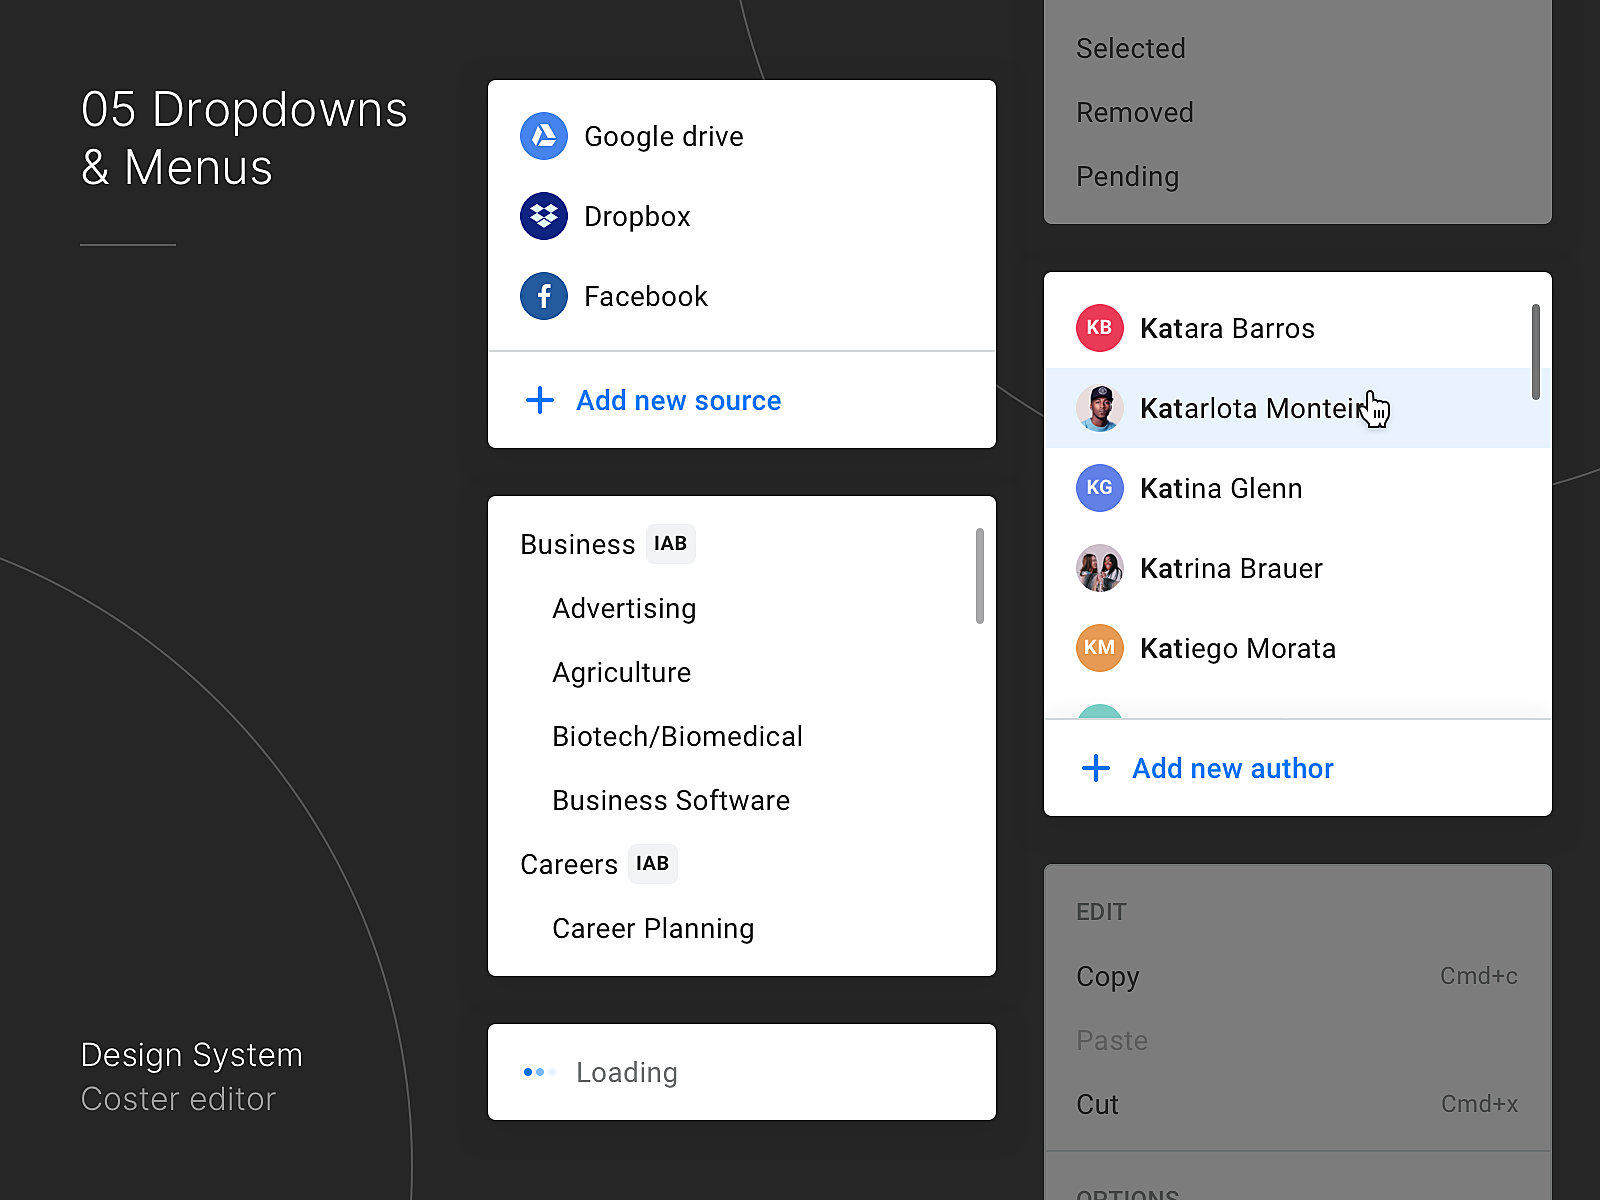 05 Dropdowns
& Menus
Design System
Coster editor
Google drive
Dropbox
f Facebook
+ Add new source
Business IAB
Advertising
Agriculture
Biotech/Biomedical
Business Software
Careers IAB
Career Planning
Loading
Selected
Removed
Pending
KB Katara Barros
Katarlota Monteir
KG Katina Glenn
Katrina Brauer
KM Katiego Morata
+ Add new author
EDIT
Copy Cmd+c
Paste
Cut Cmd+x
OPTIONS